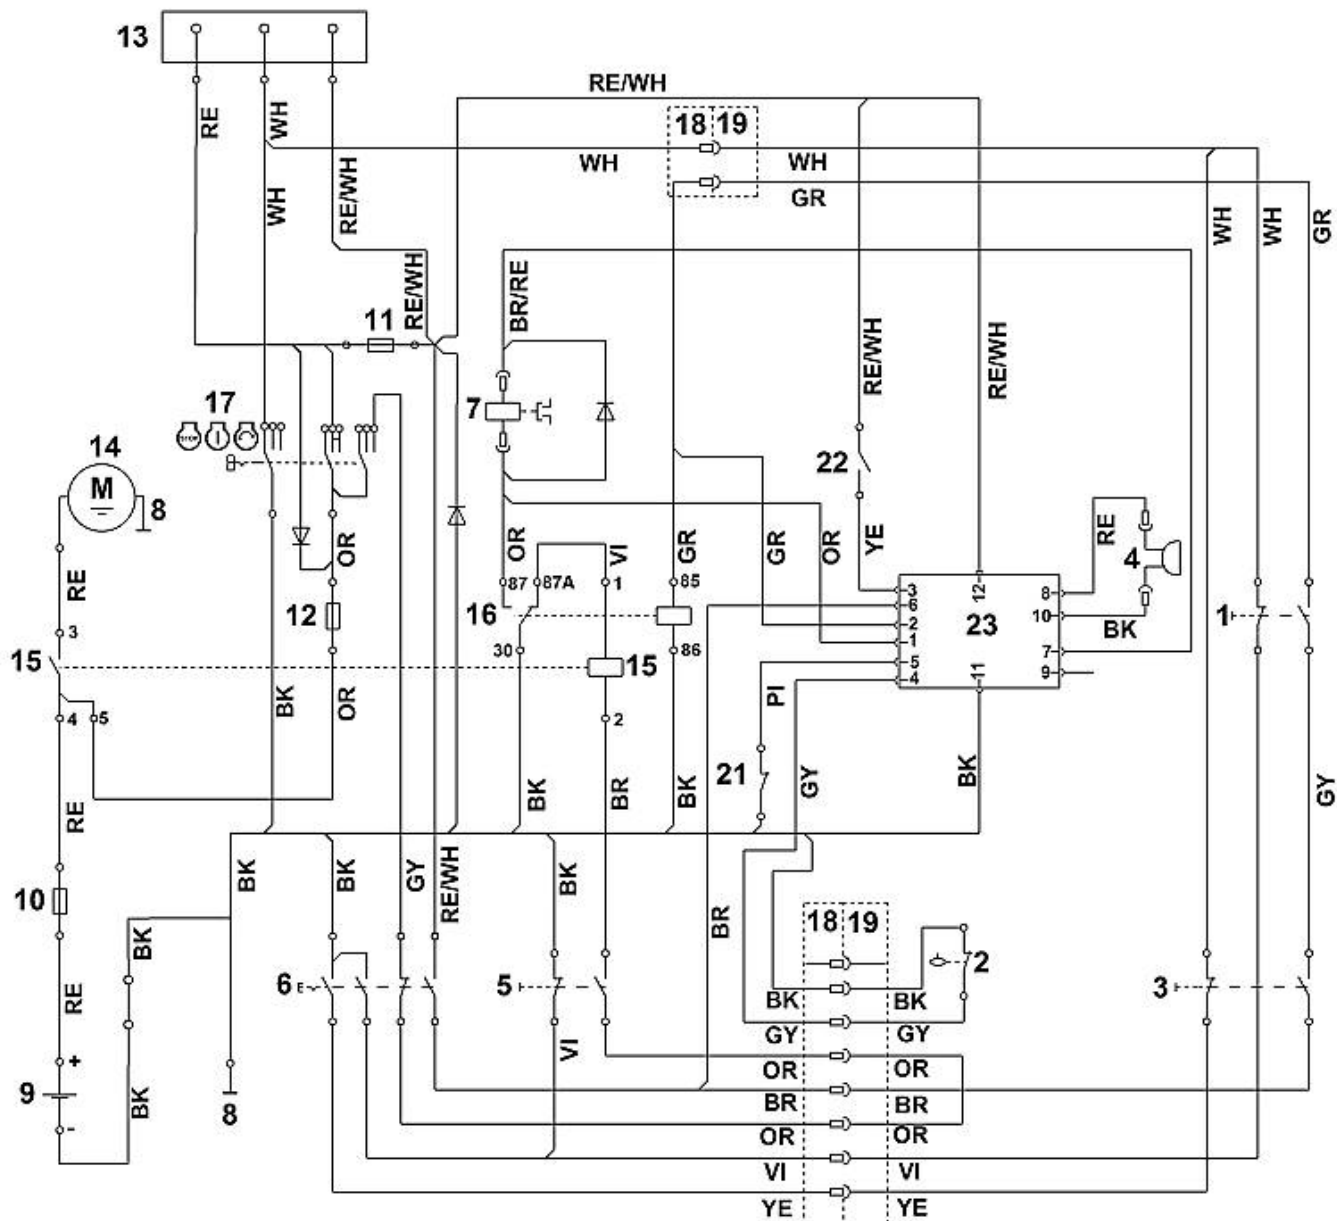 13
RE
WH
RE/WH
RE/WH
18 19
WH
WH
GR
WH
RE/WH
WH
WH
GR
RE/WH
BR/RE
11
RE/WH
RE/WH
17
STOP
7
14
M
8
22
OR
OR
VI
GR
GR
OR
YE
RE
4
RE
87
87A
1
85
3
12
8
6
10
BK
12
16
2
23
1
3
30
86
1
7
15
15
5
11
9
4
4
5
2
BK
OR
PI
21
GY
BK
RE
BK
BR
BK
GY
10
BK
BK
GY
RE/WH
BK
BR
18 19
BK
RE
6
5
2
3
BK
BK
GY
GY
VI
+
OR
OR
9
BK
8
BR
BR
-
OR
OR
VI
VI
YE
YE